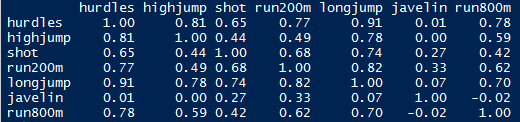 hurdles highjump shot run200m longjump javelin run800m
hurdles 1.00 0.81 0.65 0.77 0.91 0.01 0.78
highjump 0.81 1.00 0.44 0.49 0.78 0.00 0.59
shot 0.65 0.44 1.00 0.68 0.74 0.27 0.42
run200m 0.77 0.49 0.68 1.00 0.82 0.33 0.62
longjump 0.91 0.78 0.74 0.82 1.00 0.07 0.70
javelin 0.01 0.00 0.27 0.33 0.07 1.00 -0.02
run800m 0.78 0.59 0.42 0.62 0.70 -0.02 1.00